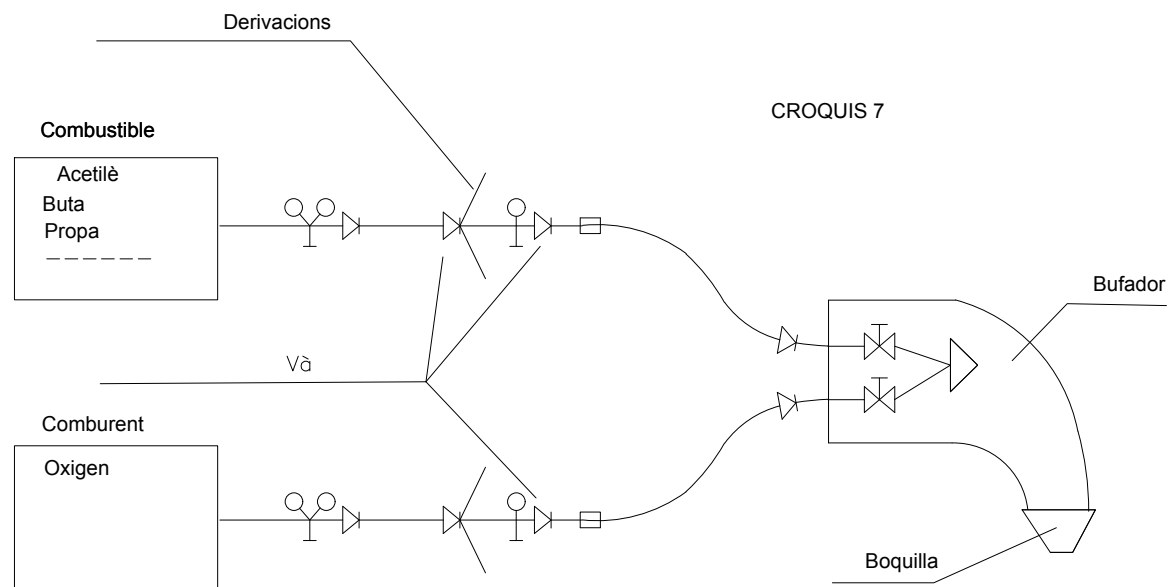 Derivacions
CROQUIS 7
Combustible
Acetilè
Buta
Propa
Bufador
Và
Comburent
Oxigen
Boquilla